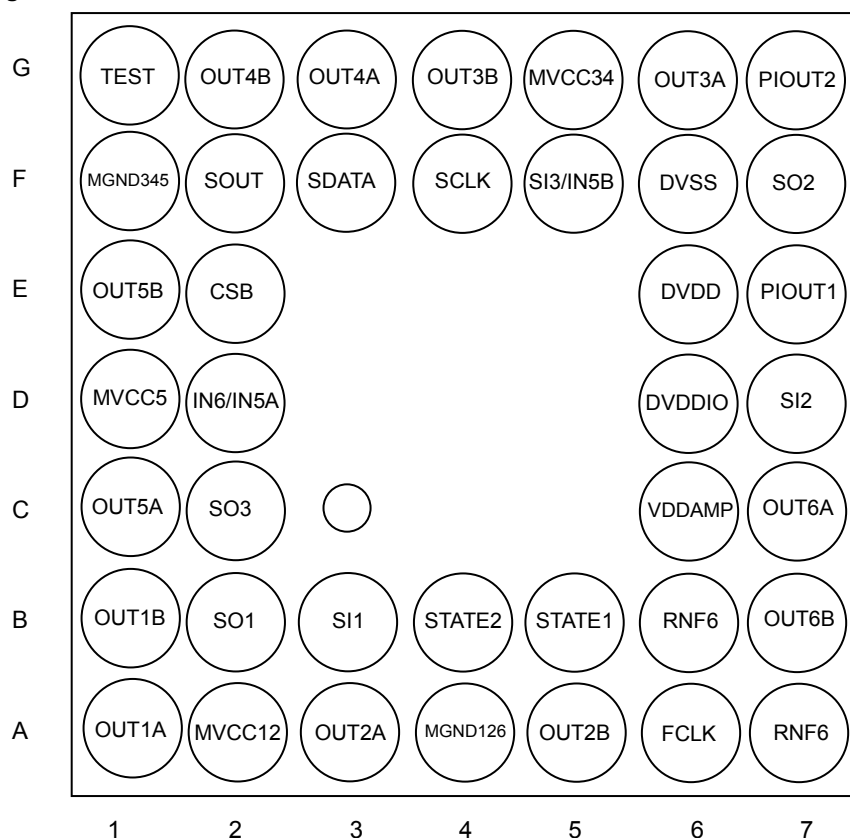 G TEST OUT4B OUT4A OUT3B MVCC34 OUT3A PIOUT2
F MGND345 SOUT SDATA SCLK SI3/IN5B DVSS SO2
E OUT5B CSB DVDD PIOUT1
D MVCC5 IN6/IN5A DVDDIO SI2
C OUT5A SO3 VDDAMP OUT6A
B OUT1B SO1 SI1 STATE2 STATE1 RNF6 OUT6B
A OUT1A MVCC12 OUT2A MGND126 OUT2B FCLK RNF6
1 2 3 4 5 6 7